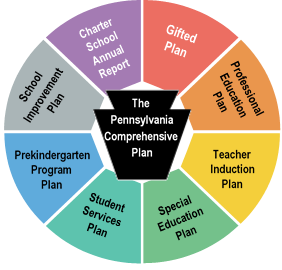 Charter
School
Annual
Report
Gifted
Plan
Professional
Education
Plan
Teacher
Induction
Plan
Special
Education
Plan
Student
Services
Plan
Prekindergarten
Program
Plan
School
Improvement
Plan
The
Pennsylvania
Comprehensive
Plan